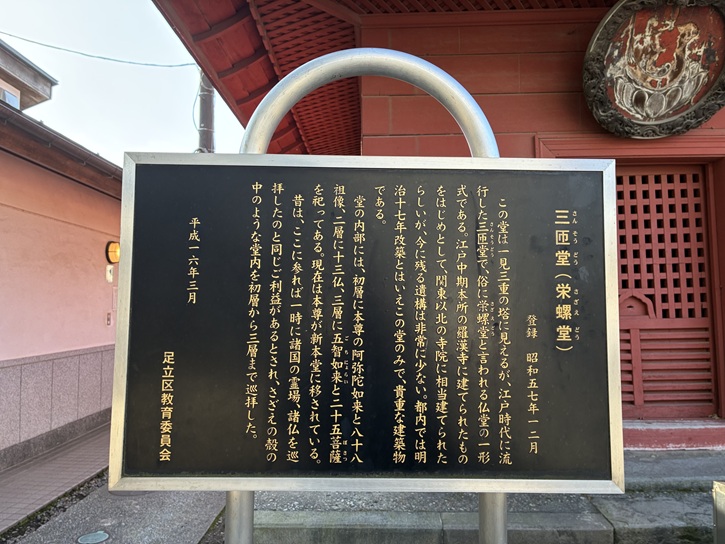 三匝堂（栄螺堂）
登録 昭和五七年一二月
この堂は一見三重の塔に見えるが、江戸時代に流
行した三匝堂で、俗に栄螺堂と言われる仏堂の一形
式である。江戸中期本所の羅漢寺に建てられたもの
をはじめとして、関東以北の寺院に相当建てられた
らしいが、今に残る遺構は非常に少ない。都内では明
治十七年改築とはいえこの堂のみで、貴重な建築物
である。
堂の内部には、初層に本尊の阿弥陀如来と八十八
祖像、二層に十三仏、三層に五智如来と二十五菩薩
を祀ってある。現在は本尊が新本堂に移されている。
昔は、ここに参れば一時に諸国の霊場、諸仏を巡
拝したのと同じご利益があるとされ、さざえの殻の
中のような堂内を初層から三層まで巡拝した。
平成一六年三月
足立区教育委員会